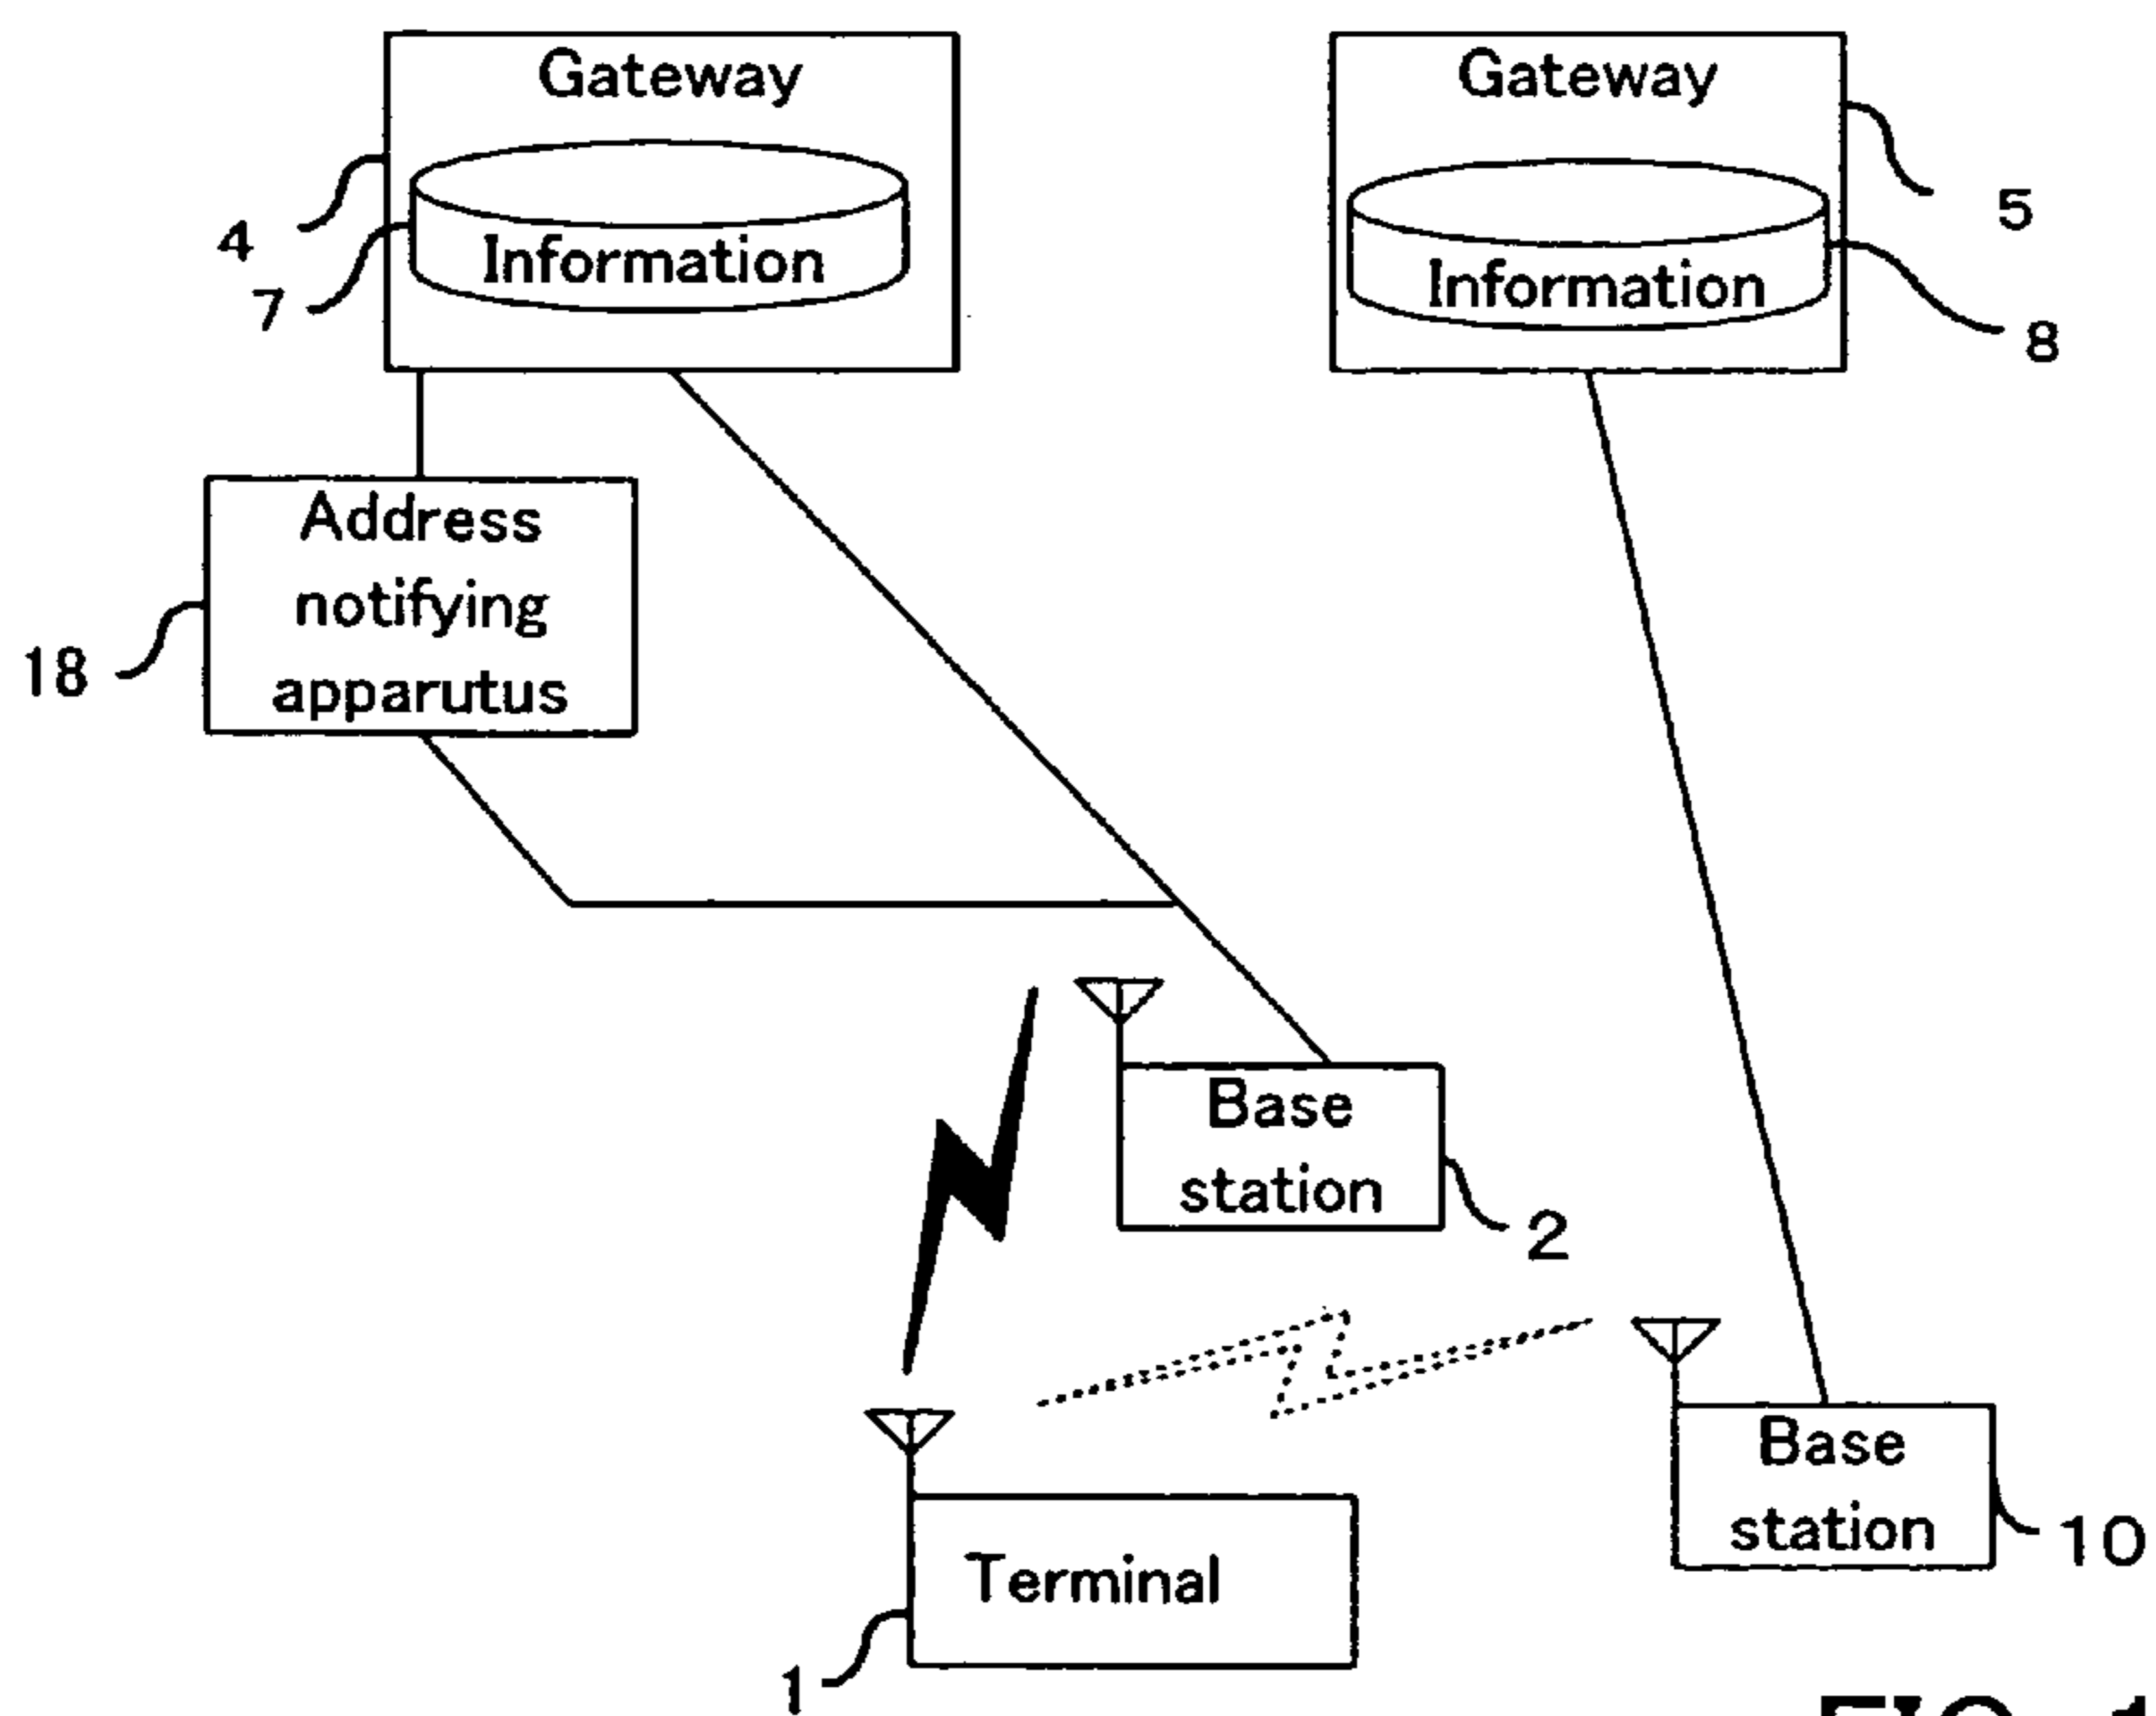 Gateway
Gateway
4
Information
5
7
Information
8
Address
notifying
apparutus
18
Base
station
2
Base
station
10
Terminal
1